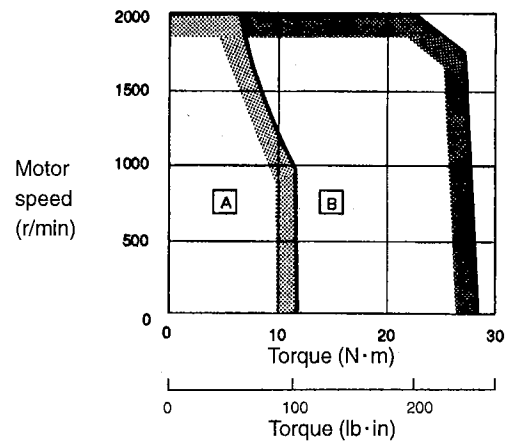 2000
1500
Motor
speed
(r/min)
1000
A
B
500
0
0 10 20 30
Torque (N·m)
0 100 200
Torque (lb·in)